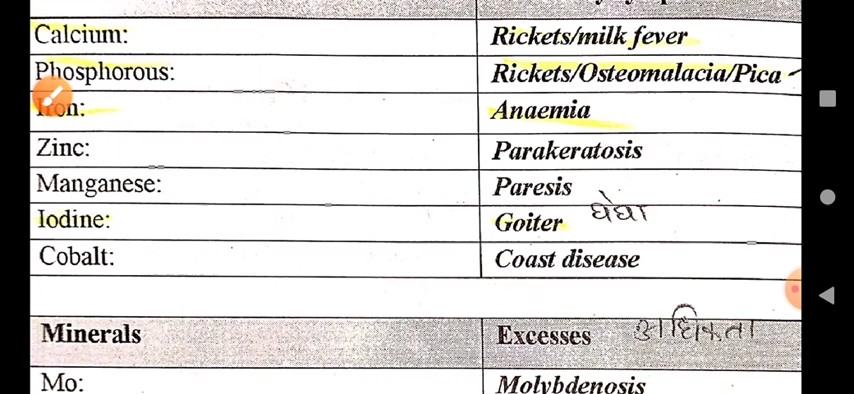 Calcium: Rickets/milk fever
Phosphorous: Rickets/Osteomalacia/Pica
Iron: Anaemia
Zinc: Parakeratosis
Manganese: Paresis
Iodine: Goiter घेघा
Cobalt: Coast disease
Minerals Excesses अधिकता
Mo: Molybdenosis